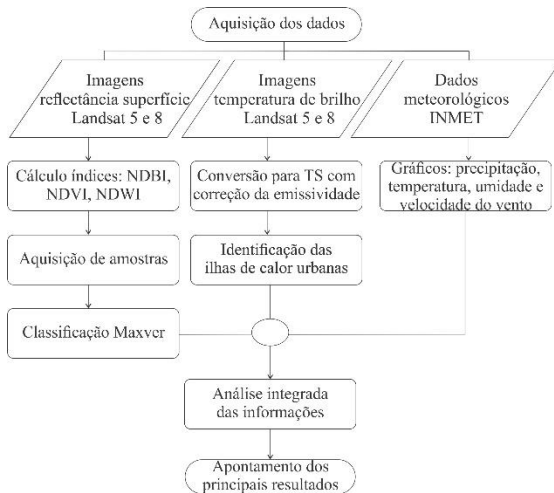 Aquisição dos dados
Imagens
reflectância superfície
Landsat 5 e 8
Imagens
temperatura de brilho
Landsat 5 e 8
Dados
meteorológicos
INMET
Cálculo índices: NDBI,
NDVI, NDWI
Conversão para TS com
correção da emissividade
Gráficos: precipitação,
temperatura, umidade e
velocidade do vento
Aquisição de amostras
Identificação das
ilhas de calor urbanas
Classificação Maxver
Análise integrada
das informações
Apontamento dos
principais resultados